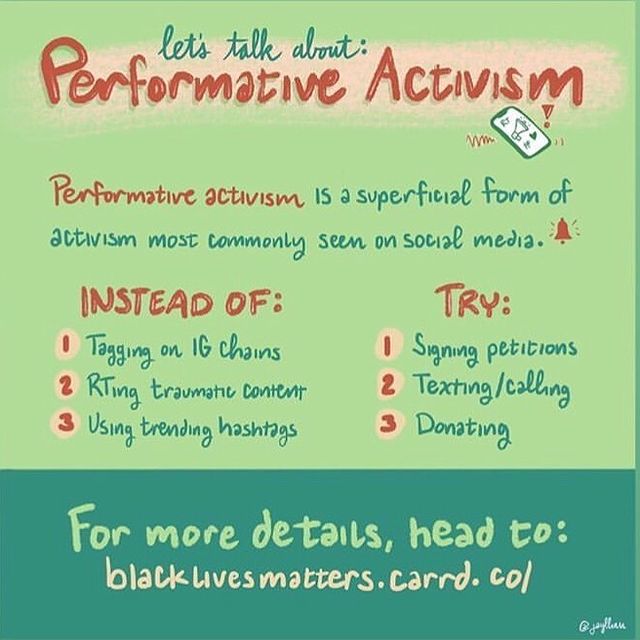 let's talk about:
Performative Activism
Performative activism is a superficial form of
activism most commonly seen on social media.
INSTEAD OF:
1 Tagging on IG chains
2 RTing traumatic content
3 Using trending hashtags
TRY:
1 Signing petitions
2 Texting/calling
3 Donating
For more details, head to:
blacklivesmatters.carrd.co/